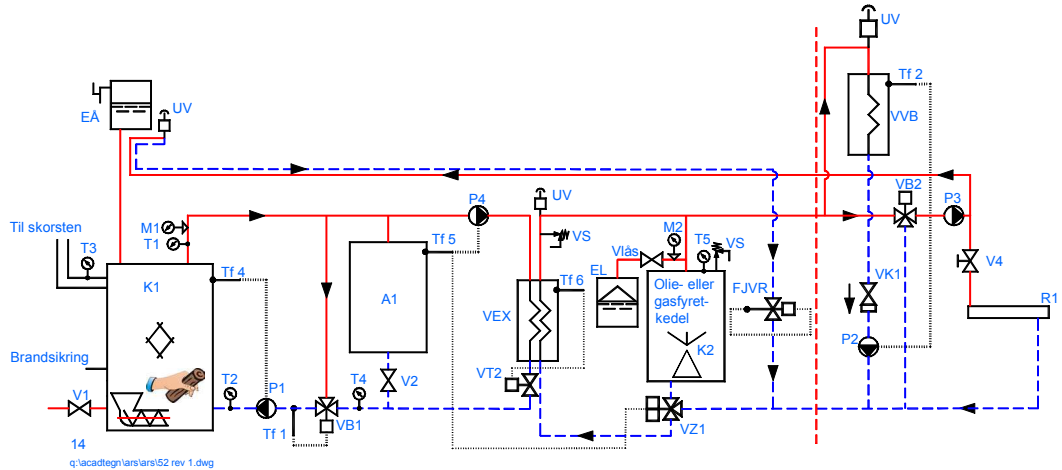 UV
Tf 2
VVB
EÅ
UV
VB2
P3
P4
UV
Til skorsten
M1
T1
T3
VS
M2
Vlås
T5
VS
V4
Tf 5
Tf 4
K1
A1
Tf 6
EL
Olie- eller
gasfyret-
kedel
FJVR
VK1
R1
VEX
K2
P2
Brandsikring
VT2
V1
T2
P1
T4
V2
Tf 1
VB1
VZ1
14
q:\acadtegn\ars\ars\52 rev 1.dwg